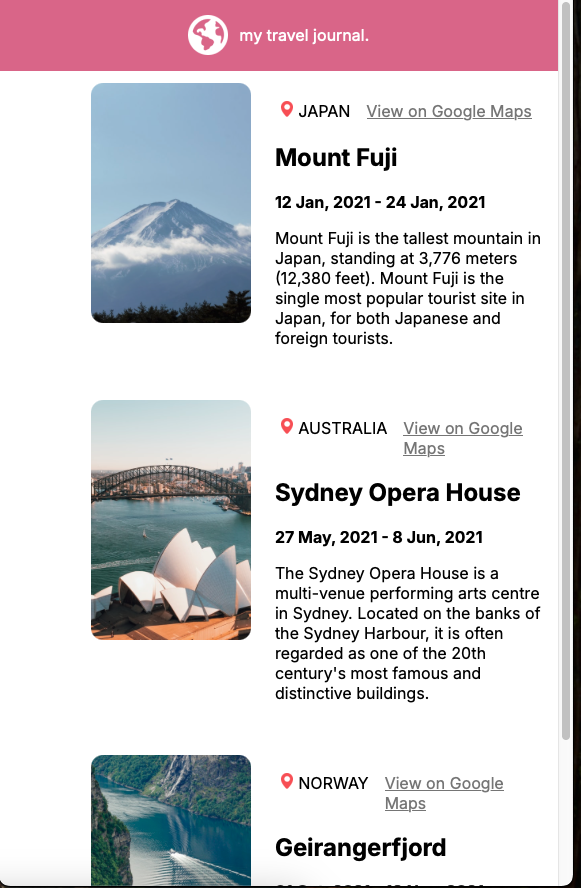 my travel journal.
JAPAN View on Google Maps
Mount Fuji
12 Jan, 2021 - 24 Jan, 2021
Mount Fuji is the tallest mountain in
Japan, standing at 3,776 meters
(12,380 feet). Mount Fuji is the
single most popular tourist site in
Japan, for both Japanese and
foreign tourists.
AUSTRALIA View on Google
Maps
Sydney Opera House
27 May, 2021 - 8 Jun, 2021
The Sydney Opera House is a
multi-venue performing arts centre
in Sydney. Located on the banks of
the Sydney Harbour, it is often
regarded as one of the 20th
century's most famous and
distinctive buildings.
NORWAY View on Google
Maps
Geirangerfjord